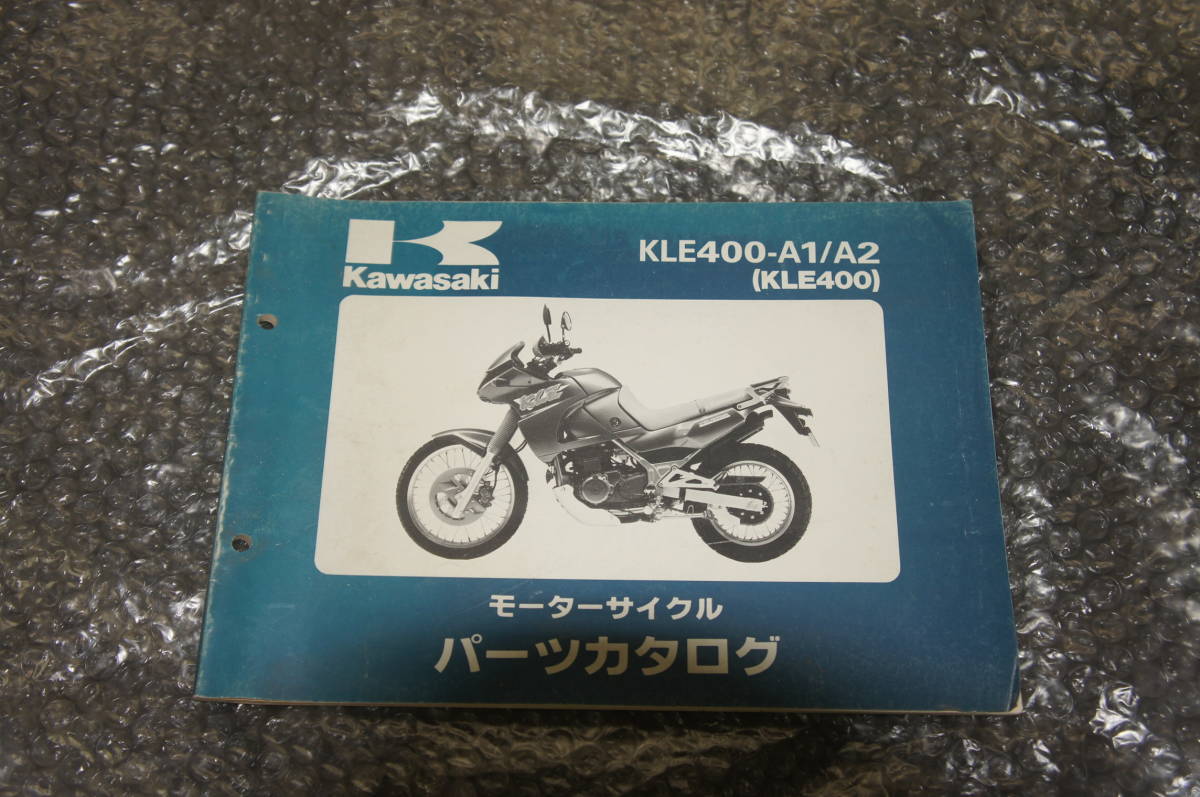 Kawasaki
KLE400-A1/A2
(KLE400)
KLE
モーターサイクル
パーツカタログ